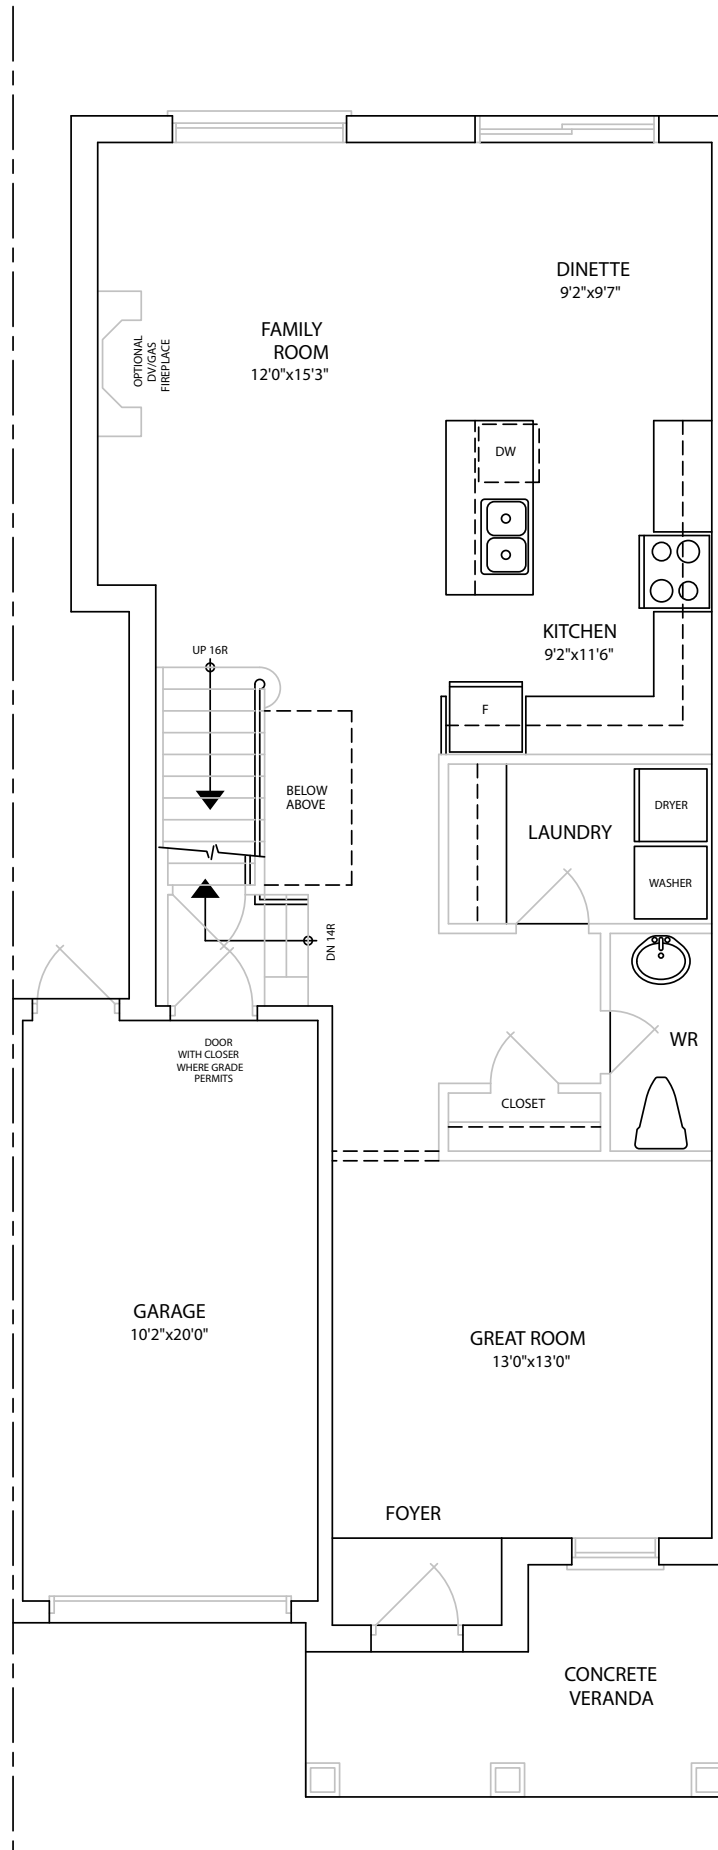 DINETTE
9'2"x9'7"
FAMILY
ROOM
12'0"x15'3"
OPTIONAL
DV/GAS
FIREPLACE
DW
KITCHEN
9'2"x11'6"
UP 16R
F
BELOW
ABOVE
LAUNDRY
DRYER
WASHER
DN 14R
WR
DOOR
WITH CLOSER
WHERE GRADE
PERMITS
CLOSET
GARAGE
10'2"x20'0"
GREAT ROOM
13'0"x13'0"
FOYER
CONCRETE
VERANDA